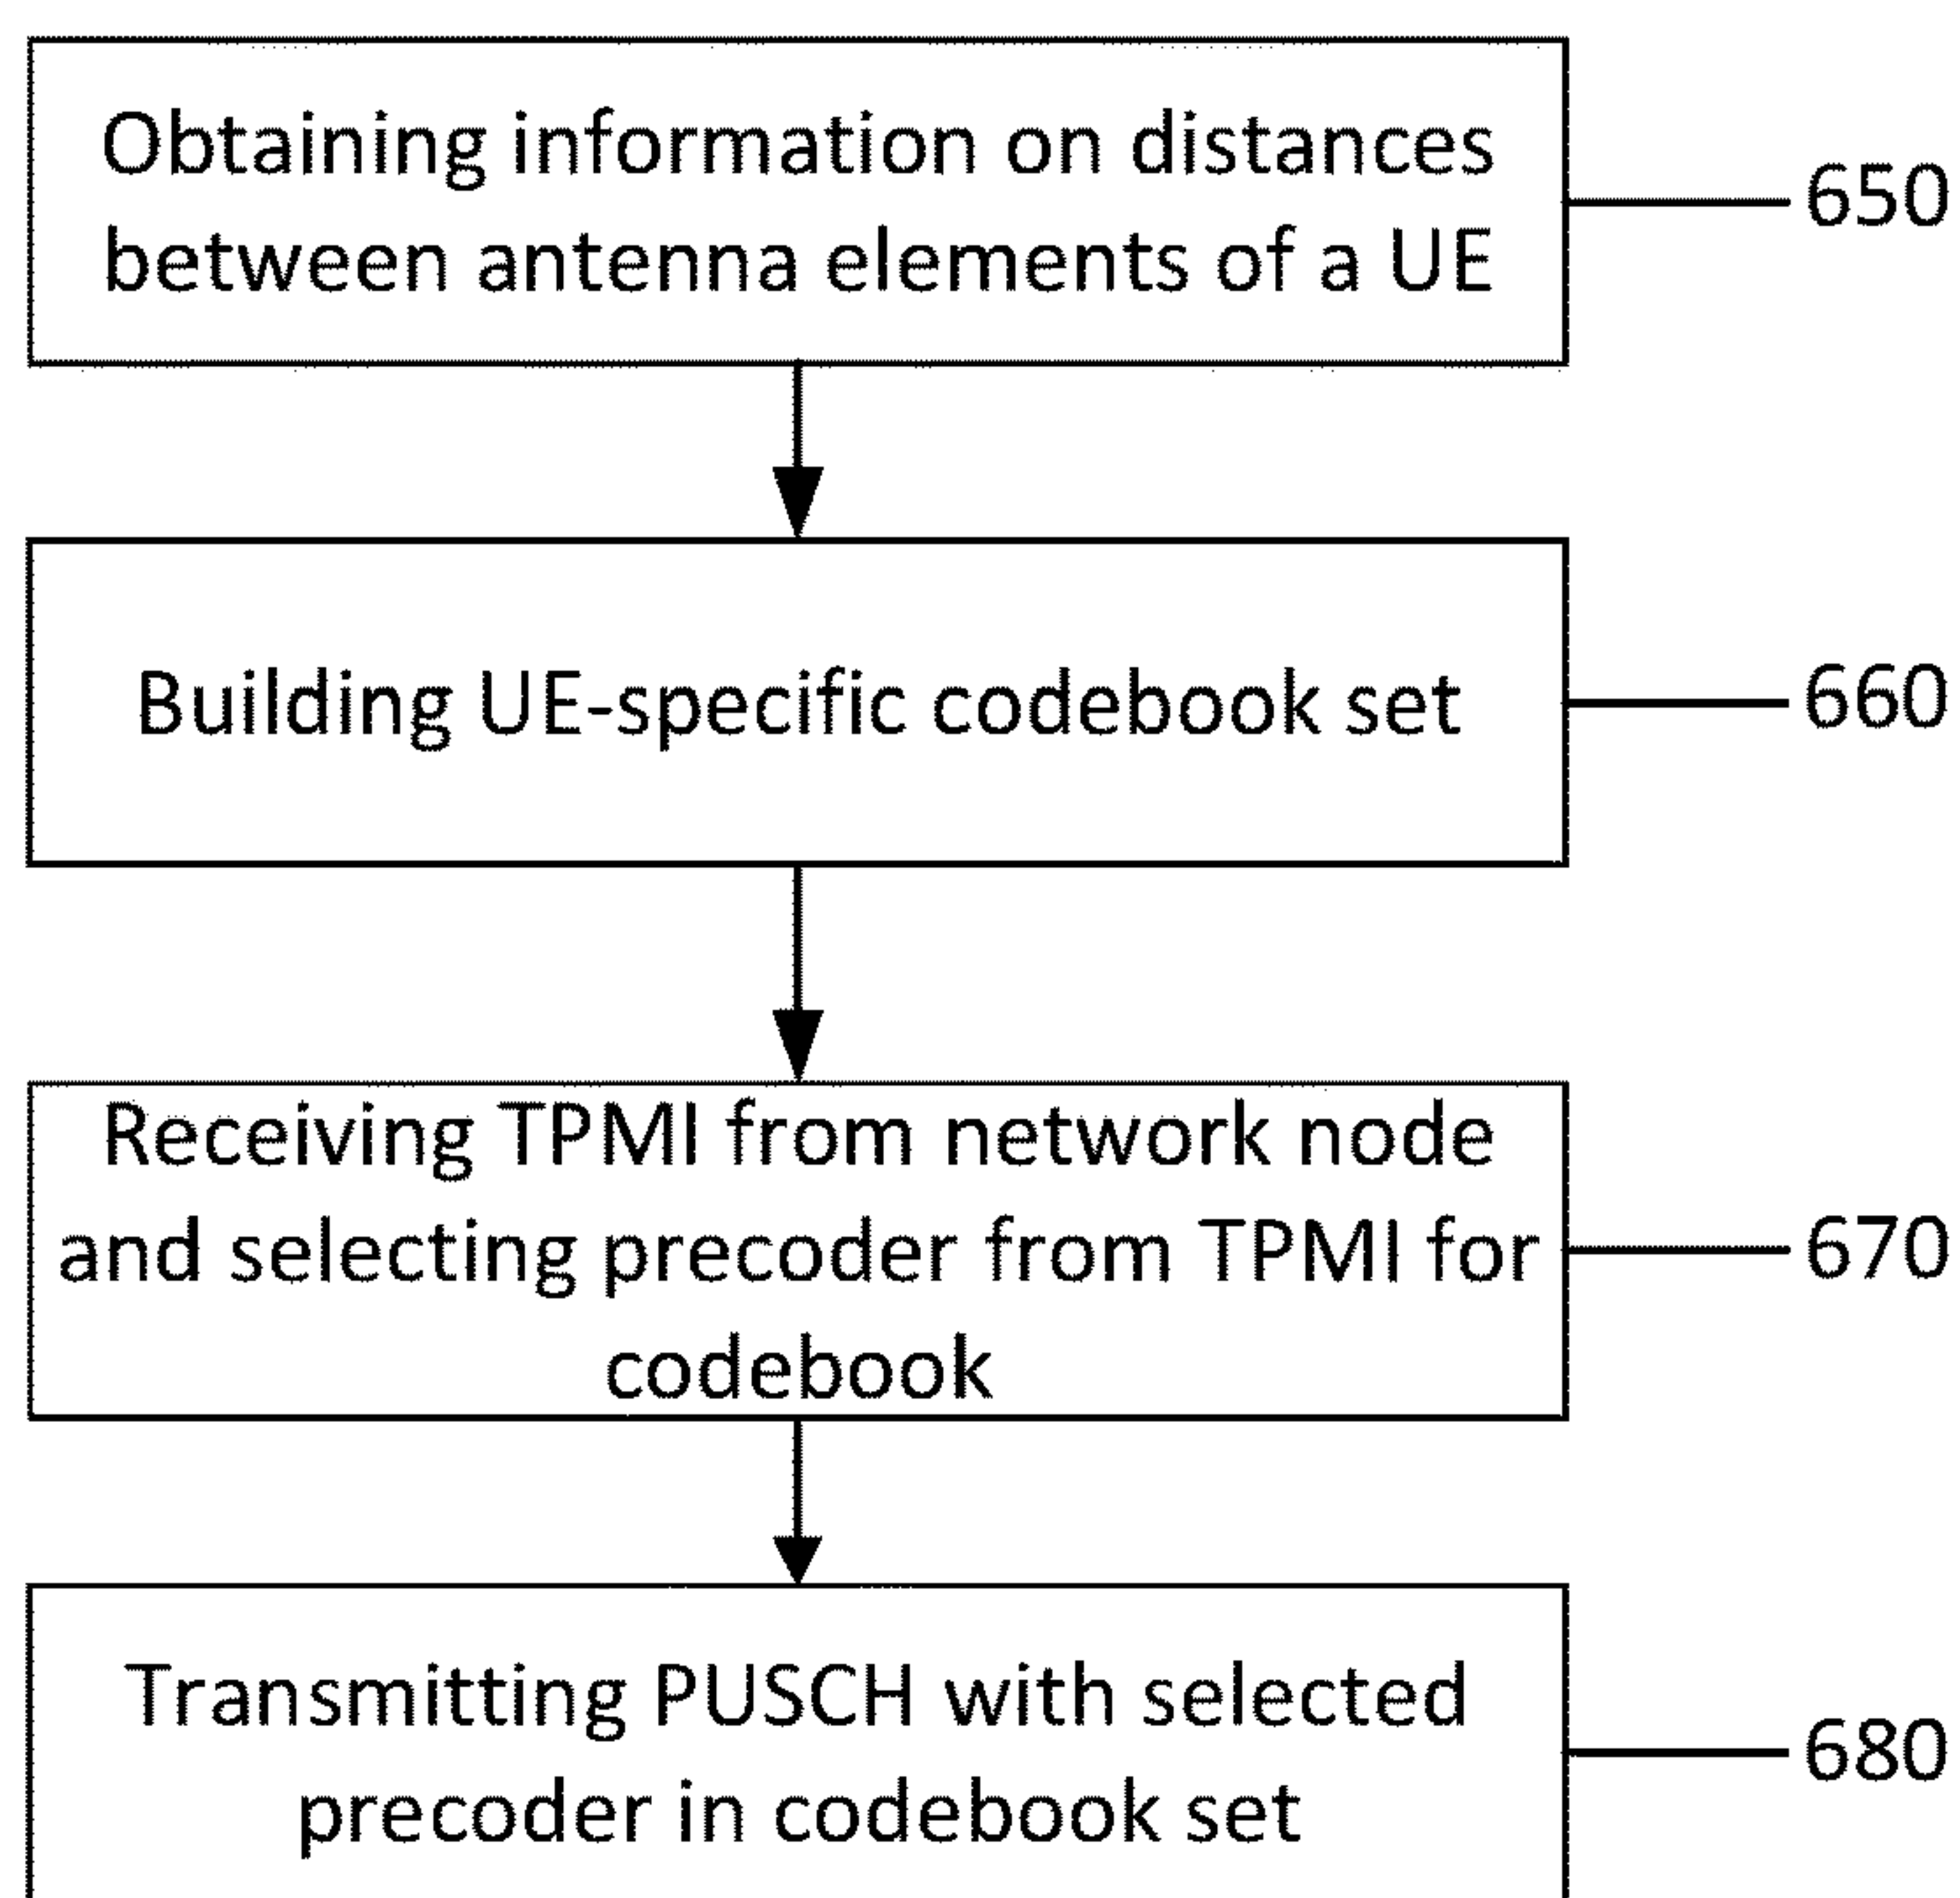 Obtaining information on distances
between antenna elements of a UE
650
Building UE-specific codebook set
660
Receiving TPMI from network node
and selecting precoder from TPMI for
codebook
670
Transmitting PUSCH with selected
precoder in codebook set
680